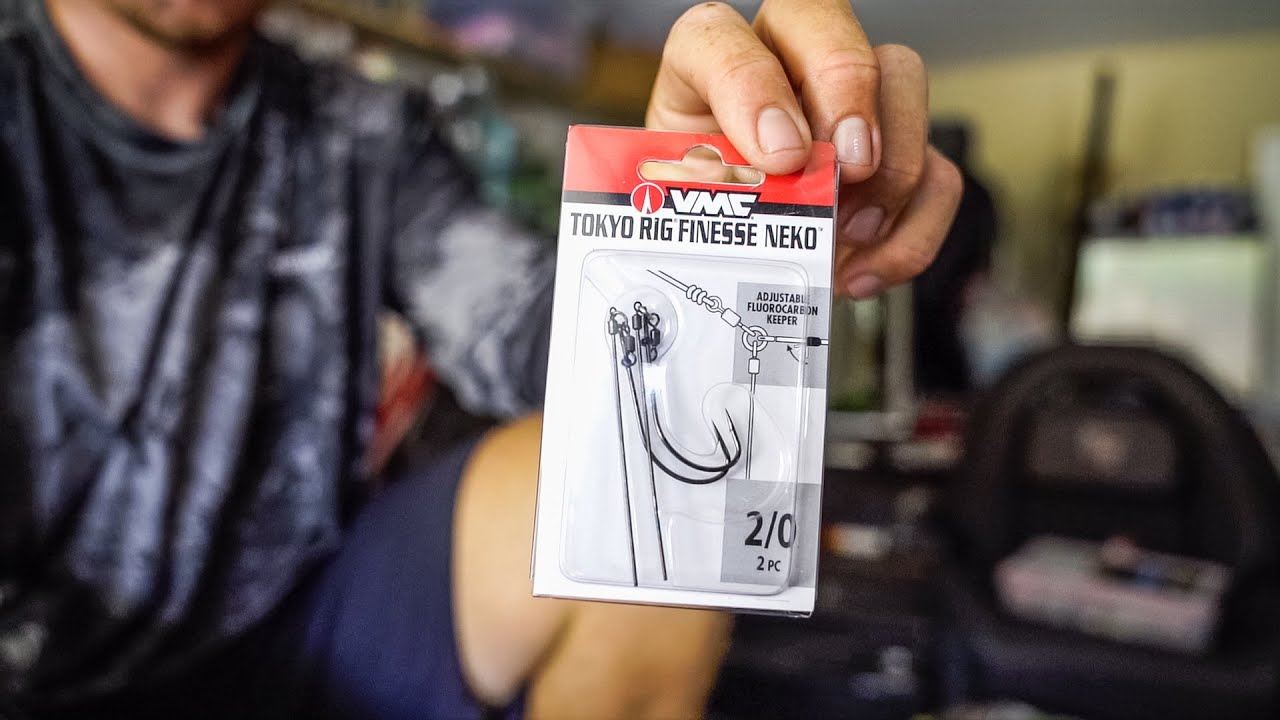 VMC
TOKYO RIG® FINESSE NEKO™
ADJUSTABLE
FLUOROCARBON
KEEPER
2/0
2 PC